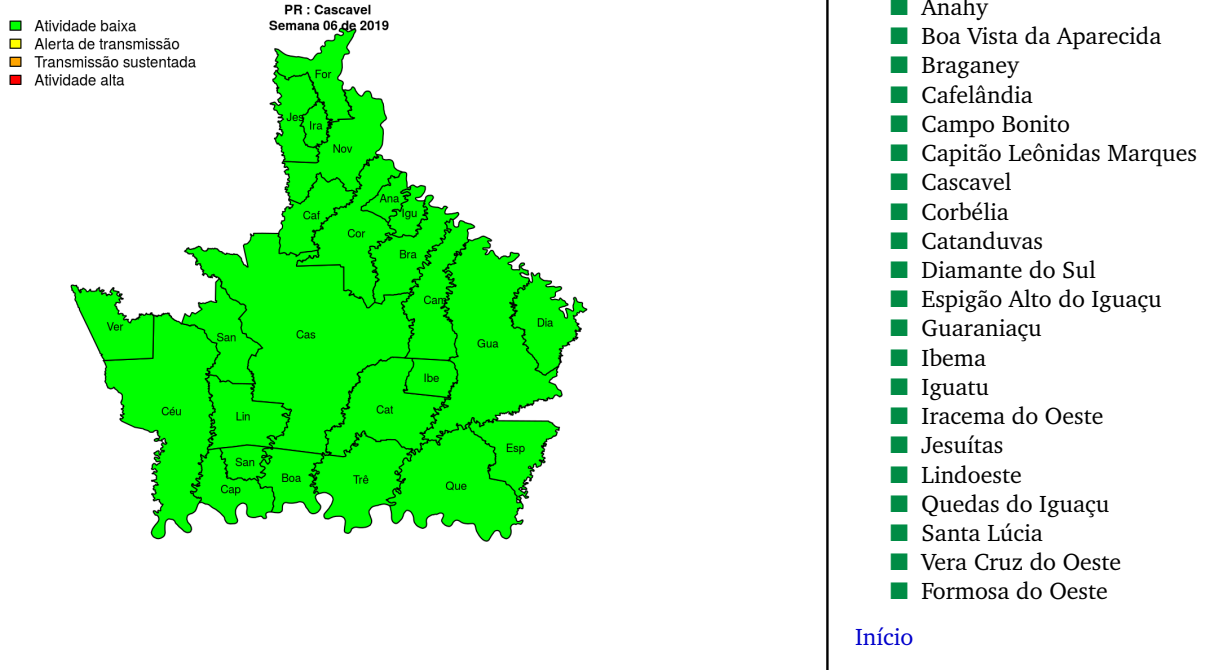 PR : Cascavel
Semana 06 de 2019
Atividade baixa
Alerta de transmissão
Transmissão sustentada
Atividade alta
For
Jes
Ira
Nov
Ana
Igu
Caf
Cor
Bra
Cam
Dia
Ver
San
Cas
Gua
Ibe
Céu
Lin
Cat
Esp
San
Cap
Boa
Trê
Que
Anahy
Boa Vista da Aparecida
Braganey
Cafelândia
Campo Bonito
Capitão Leônidas Marques
Cascavel
Corbélia
Catanduvas
Diamante do Sul
Espigão Alto do Iguaçu
Guaraniaçu
Ibema
Iguatu
Iracema do Oeste
Jesuítas
Lindoeste
Quedas do Iguaçu
Santa Lúcia
Vera Cruz do Oeste
Formosa do Oeste
Início